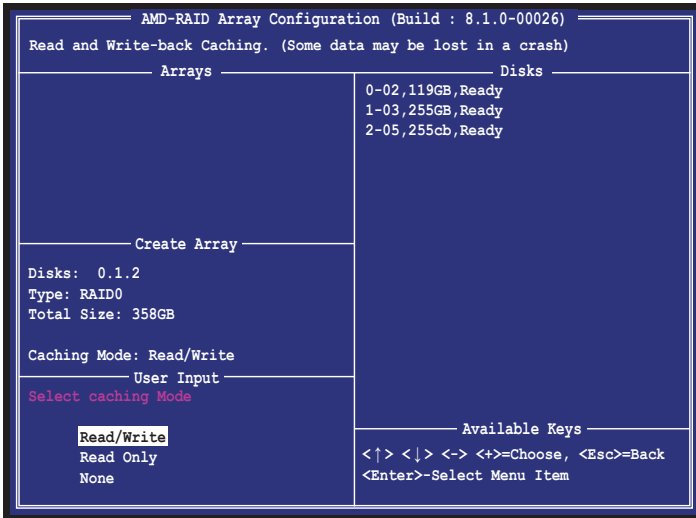 AMD-RAID Array Configuration (Build : 8.1.0-00026)
Read and Write-back Caching. (Some data may be lost in a crash)
Arrays
Disks
0-02,119GB,Ready
1-03,255GB,Ready
2-05,255cb,Ready
Create Array
Disks: 0.1.2
Type: RAID0
Total Size: 358GB
Caching Mode: Read/Write
User Input
Select caching Mode
Read/Write
Read Only
None
Available Keys
<↑> <↓> <-> <+>=Choose, <Esc>=Back
<Enter>-Select Menu Item